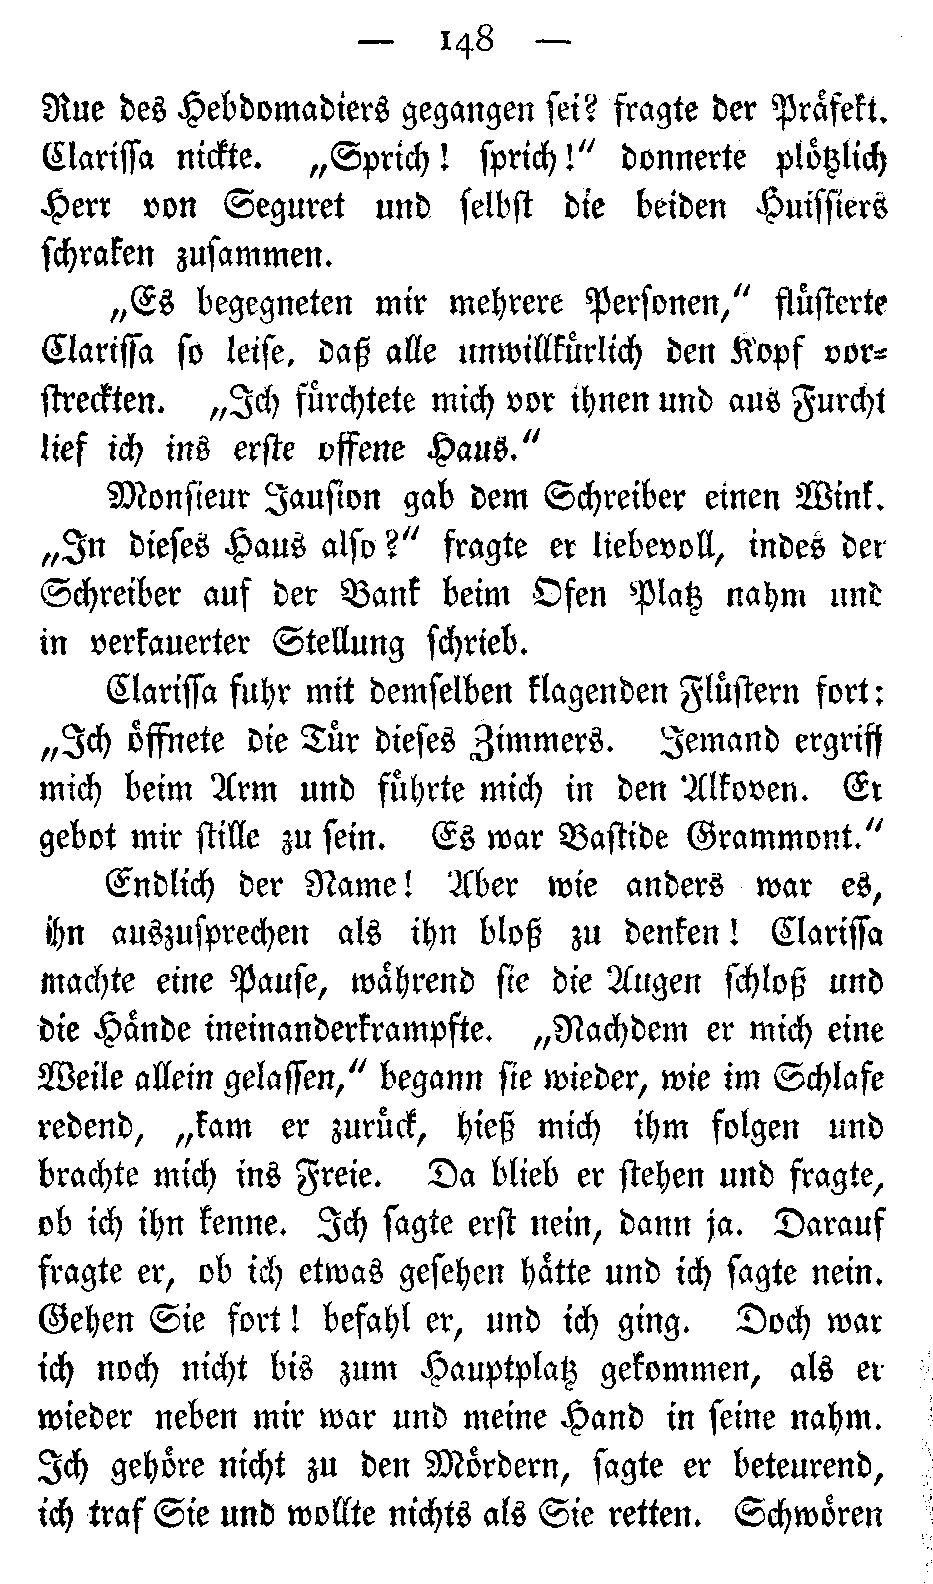 — 148 —
Rue des Hebdomadiers gegangen sei? fragte der Präfekt.
Clarissa nickte. „Sprich! sprich!“ donnerte plötzlich
Herr von Seguret und selbst die beiden Huissiers
schraken zusammen.
„Es begegneten mir mehrere Personen,“ flüsterte
Clarissa so leise, daß alle unwillkürlich den Kopf vor-
streckten. „Ich fürchtete mich vor ihnen und aus Furcht
lief ich ins erste offene Haus.“
Monsieur Jausion gab dem Schreiber einen Wink.
„In dieses Haus also?“ fragte er liebevoll, indes der
Schreiber auf der Bank beim Ofen Platz nahm und
in verkauerter Stellung schrieb.
Clarissa fuhr mit demselben klagenden Flüstern fort:
„Ich öffnete die Tür dieses Zimmers. Jemand ergriff
mich beim Arm und führte mich in den Alkoven. Er
gebot mir stille zu sein. Es war Bastide Grammont.“
Endlich der Name! Aber wie anders war es,
ihn auszusprechen als ihn bloß zu denken! Clarissa
machte eine Pause, während sie die Augen schloß und
die Hände ineinanderkrampfte. „Nachdem er mich eine
Weile allein gelassen,“ begann sie wieder, wie im Schlafe
redend, „kam er zurück, hieß mich ihm folgen und
brachte mich ins Freie. Da blieb er stehen und fragte,
ob ich ihn kenne. Ich sagte erst nein, dann ja. Darauf
fragte er, ob ich etwas gesehen hätte und ich sagte nein.
Gehen Sie fort! befahl er, und ich ging. Doch war
ich noch nicht bis zum Hauptplatz gekommen, als er
wieder neben mir war und meine Hand in seine nahm.
Ich gehöre nicht zu den Mördern, sagte er beteurend,
ich traf Sie und wollte nichts als Sie retten. Schwören